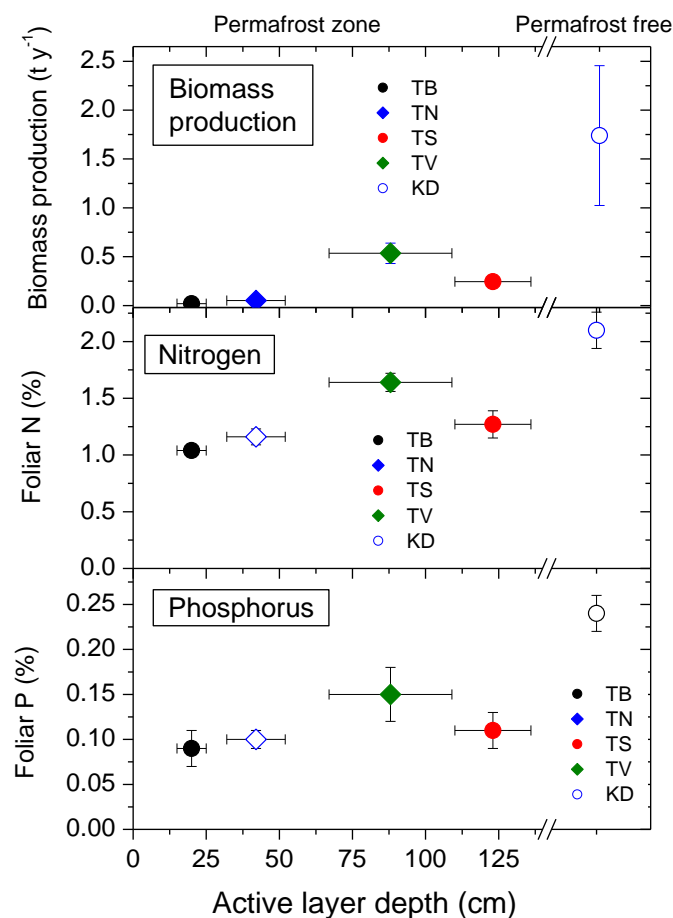 Permafrost zone
Permafrost free
Biomass production (t y-1)
2.5
2.0
1.5
1.0
0.5
0.0
Biomass
production
TB
TN
TS
TV
KD
Foliar N (%)
2.0
1.5
1.0
0.5
0.0
Nitrogen
TB
TN
TS
TV
KD
Foliar P (%)
0.25
0.20
0.15
0.10
0.05
0.00
Phosphorus
TB
TN
TS
TV
KD
0 25 50 75 100 125
Active layer depth (cm)